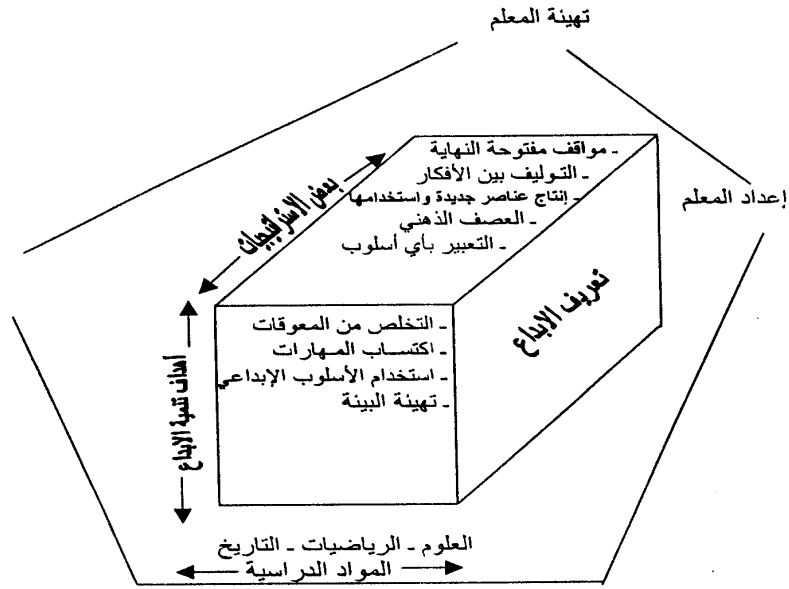 تهيئة المعلم
إعداد المعلم
بعض الاستراتيجيات
ـ مواقف مفتوحة النهاية
ـ التوليف بين الأفكار
ـ إنتاج عناصر جديدة واستخدامها
ـ العصف الذهني
ـ التعبير بأي أسلوب
تعريف الابداع
أهداف تنمية الابداع
ـ التخلص من المعوقات
ـ اكتساب المهارات
ـ استخدام الأسلوب الإبداعي
ـ تهيئة البيئة
العلوم ـ الرياضيات ـ التاريخ
المواد الدراسية